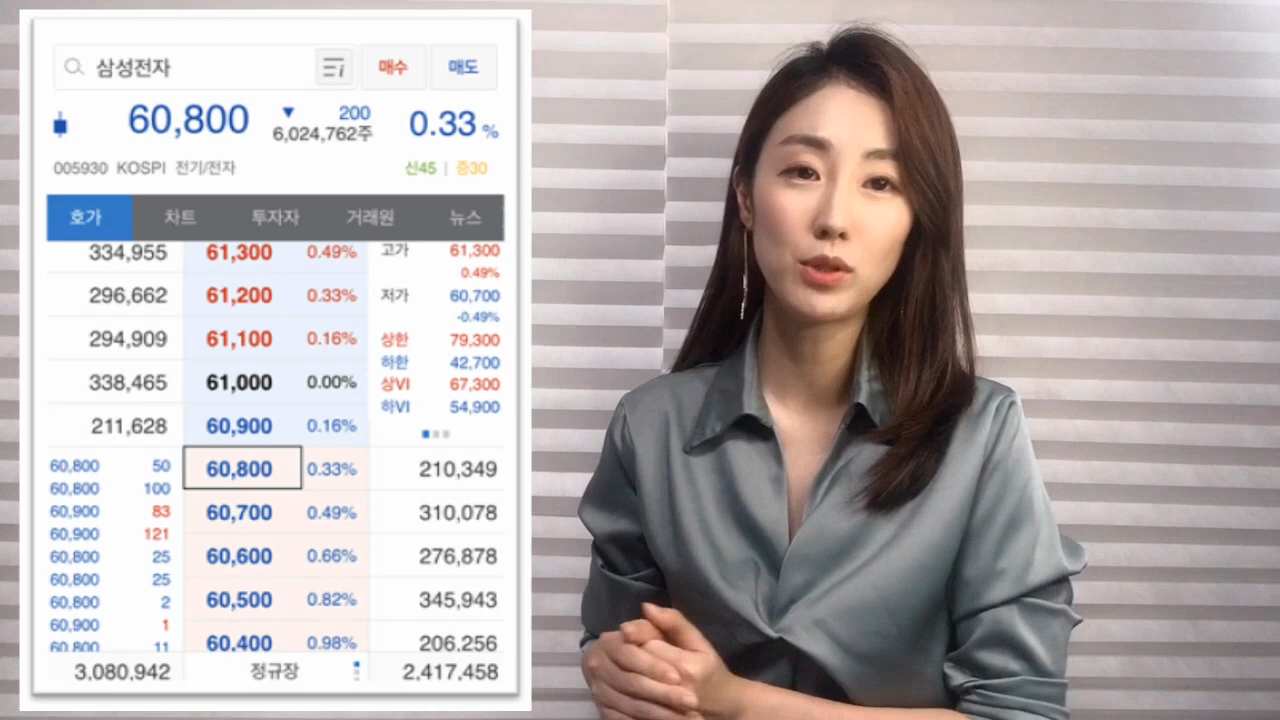 삼성전자 매수 매도
60,800 ▼ 200 0.33 %
6,024,762주
005930 KOSPI 전기/전자 신45 | 증30
호가 차트 투자자 거래원 뉴스
334,955 61,300 0.49% 고가 61,300
0.49%
296,662 61,200 0.33% 저가 60,700
-0.49%
294,909 61,100 0.16% 상한 79,300
하한 42,700
338,465 61,000 0.00% 상VI 67,300
하VI 54,900
211,628 60,900 0.16%
60,800 50 60,800 0.33% 210,349
60,800 100
60,900 83 60,700 0.49% 310,078
60,900 121
60,800 25 60,600 0.66% 276,878
60,800 25
60,800 2 60,500 0.82% 345,943
60,900 1
60,800 11 60,400 0.98% 206,256
3,080,942 정규장 2,417,458